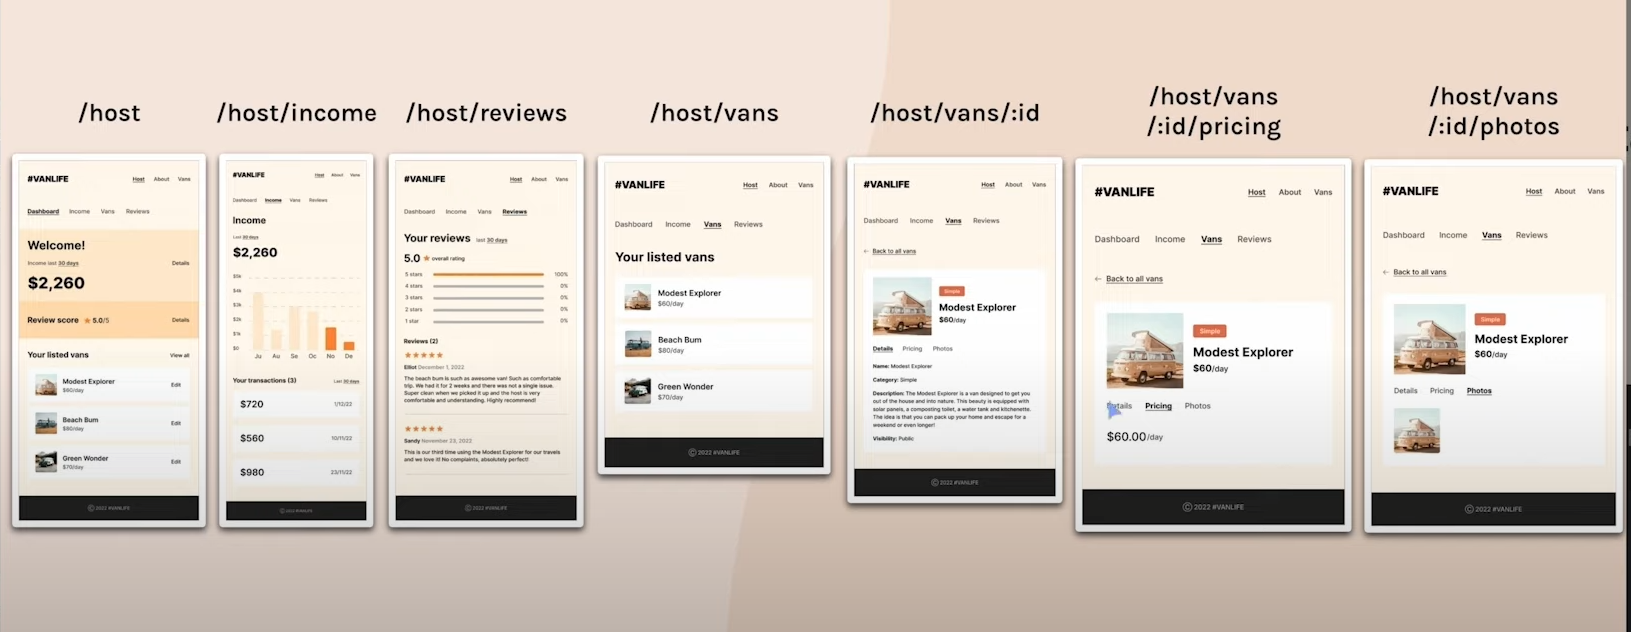 /host
#VANLIFE
Host About Vans
Dashboard Income Vans Reviews
Welcome!
Income last 30 days Details
$2,260
Review score ★ 5.0/5 Details
Your listed vans View all
Modest Explorer
$60/day
Edit
Beach Bum
$80/day
Edit
Green Wonder
$70/day
Edit
Ⓒ 2022 #VANLIFE
/host/income
#VANLIFE
Host About Vans
Dashboard Income Vans Reviews
Income
Last 30 days
$2,260
$5k
$4k
$3k
$2k
$1k
$0
Ju Au Se Oc No De
Your transactions (3) Last 30 days
$720 1/12/22
$560 10/11/22
$980 23/11/22
Ⓒ 2022 #VANLIFE
/host/reviews
#VANLIFE
Host About Vans
Dashboard Income Vans Reviews
Your reviews last 30 days
5.0 ★ overall rating
5 stars 100%
4 stars 0%
3 stars 0%
2 stars 0%
1 star 0%
Reviews (2)
★★★★★
Elliot December 1, 2022
The beach bum is such as awesome van! Such as comfortable
trip. We had it for 2 weeks and there was not a single issue.
Super clean when we picked it up and the host is very
comfortable and understanding. Highly recommend!
★★★★★
Sandy November 23, 2022
This is our third time using the Modest Explorer for our travels
and we love it! No complaints, absolutely perfect!
Ⓒ 2022 #VANLIFE
/host/vans
#VANLIFE
Host About Vans
Dashboard Income Vans Reviews
Your listed vans
Modest Explorer
$60/day
Beach Bum
$80/day
Green Wonder
$70/day
Ⓒ 2022 #VANLIFE
/host/vans/:id
#VANLIFE
Host About Vans
Dashboard Income Vans Reviews
← Back to all vans
Simple
Modest Explorer
$60/day
Details Pricing Photos
Name: Modest Explorer
Category: Simple
Description: The Modest Explorer is a van designed to get you
out of the house and into nature. This beauty is equipped with
solar panels, a composting toilet, a water tank and kitchenette.
The idea is that you can pack up your home and escape for a
weekend or even longer!
Visibility: Public
Ⓒ 2022 #VANLIFE
/host/vans
/:id/pricing
#VANLIFE
Host About Vans
Dashboard Income Vans Reviews
← Back to all vans
Simple
Modest Explorer
$60/day
Details Pricing Photos
$60.00/day
Ⓒ 2022 #VANLIFE
/host/vans
/:id/photos
#VANLIFE
Host About Vans
Dashboard Income Vans Reviews
← Back to all vans
Simple
Modest Explorer
$60/day
Details Pricing Photos
Ⓒ 2022 #VANLIFE